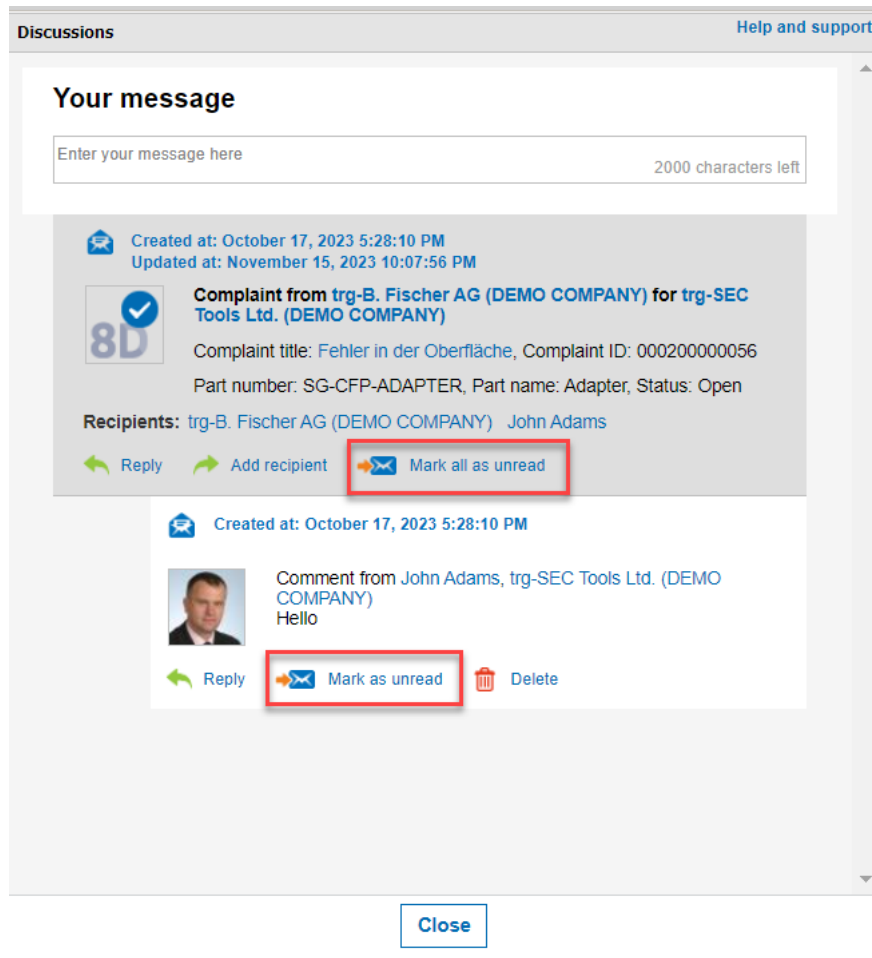 Discussions
Help and support
Your message
Enter your message here
2000 characters left
Created at: October 17, 2023 5:28:10 PM
Updated at: November 15, 2023 10:07:56 PM
8D
Complaint from trg-B. Fischer AG (DEMO COMPANY) for trg-SEC
Tools Ltd. (DEMO COMPANY)
Complaint title: Fehler in der Oberfläche, Complaint ID: 000200000056
Part number: SG-CFP-ADAPTER, Part name: Adapter, Status: Open
Recipients: trg-B. Fischer AG (DEMO COMPANY) John Adams
Reply Add recipient Mark all as unread
Created at: October 17, 2023 5:28:10 PM
Comment from John Adams, trg-SEC Tools Ltd. (DEMO
COMPANY)
Hello
Reply Mark as unread Delete
Close